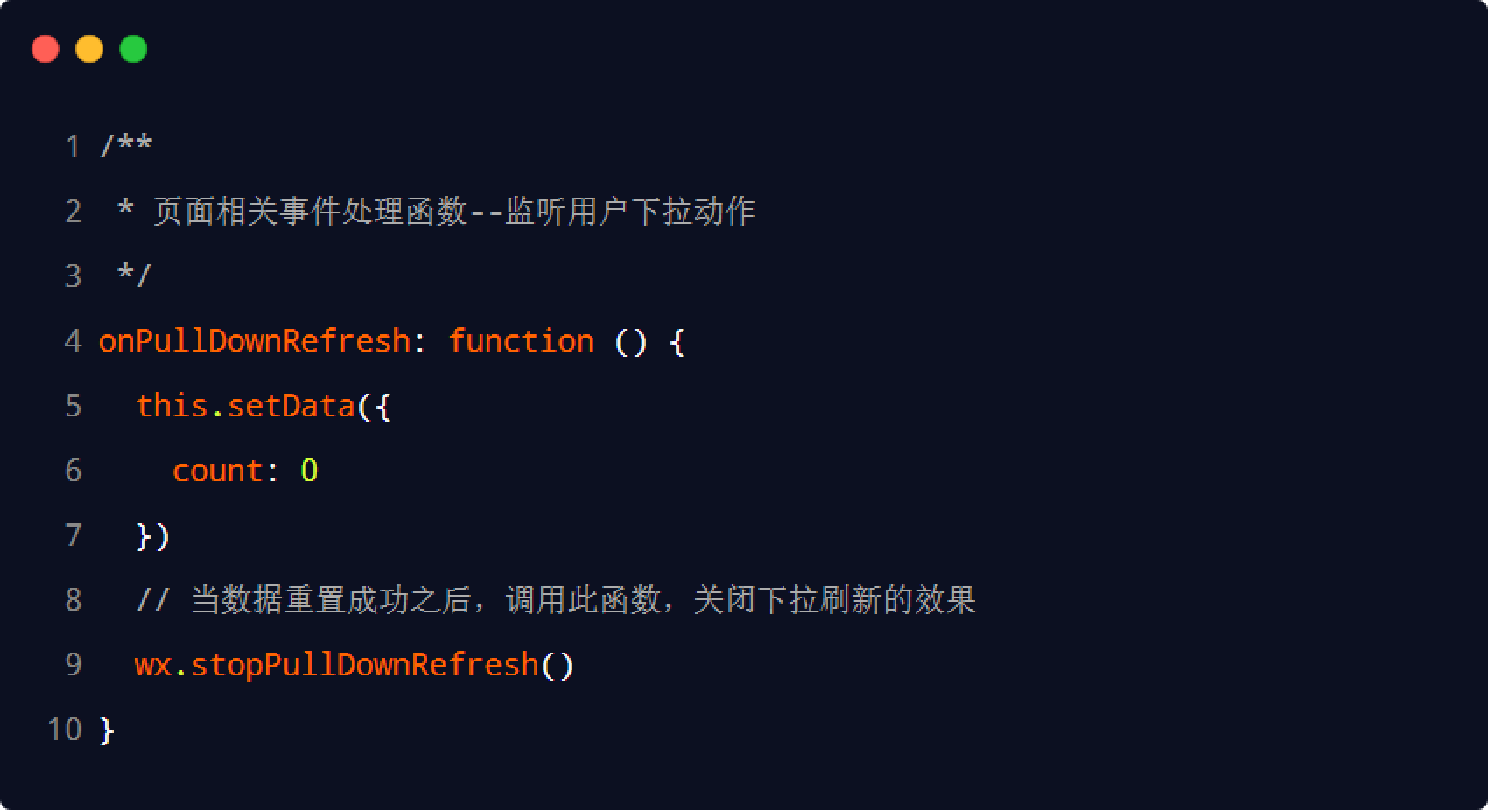 1 /**
2  * 页面相关事件处理函数--监听用户下拉动作
3  */
4 onPullDownRefresh: function () {
5   this.setData({
6     count: 0
7   })
8   // 当数据重置成功之后，调用此函数，关闭下拉刷新的效果
9   wx.stopPullDownRefresh()
10 }